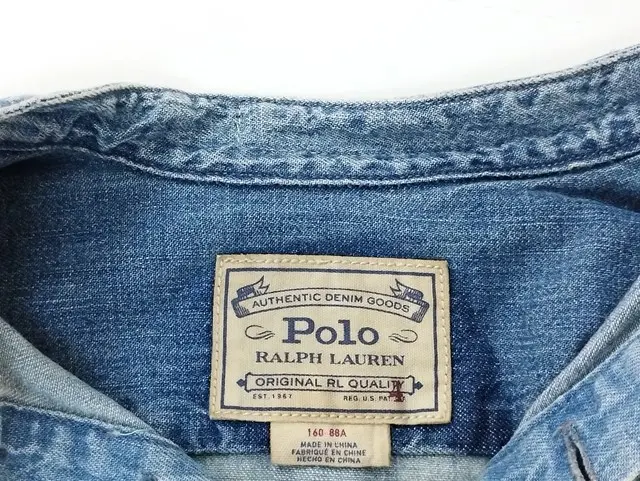 AUTHENTIC DENIM GOODS
Polo
RALPH LAUREN
ORIGINAL RL QUALITY
EST. 1967 REG. U.S. PAT.
160 88A
MADE IN CHINA
FABRIQUÉ EN CHINE
HECHO EN CHINA